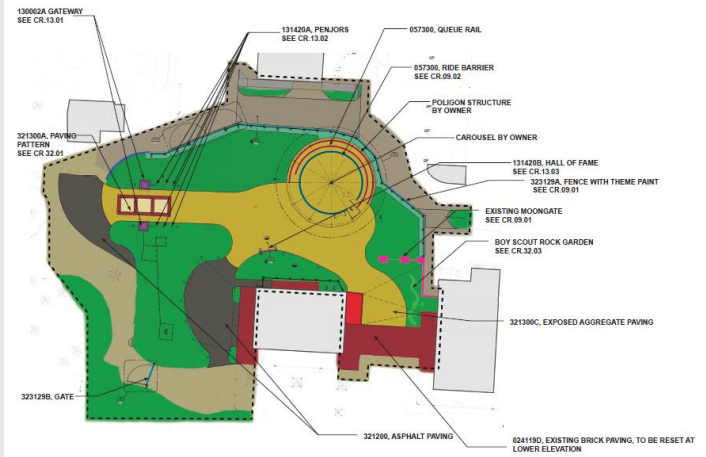 130002A GATEWAY
SEE CR.13.01
131420A, PENJORS
SEE CR.13.02
057300, QUEUE RAIL
057300, RIDE BARRIER
SEE CR.09.02
POLIGON STRUCTURE
BY OWNER
CAROUSEL BY OWNER
321300A, PAVING
PATTERN
SEE CR 32.01
131420B, HALL OF FAME
SEE CR.13.03
323129A, FENCE WITH THEME PAINT
SEE CR.09.01
EXISTING MOONGATE
SEE CR.09.01
BOY SCOUT ROCK GARDEN
SEE CR.32.03
321300C, EXPOSED AGGREGATE PAVING
323129B, GATE
321200, ASPHALT PAVING
024119D, EXISTING BRICK PAVING, TO BE RESET AT
LOWER ELEVATION